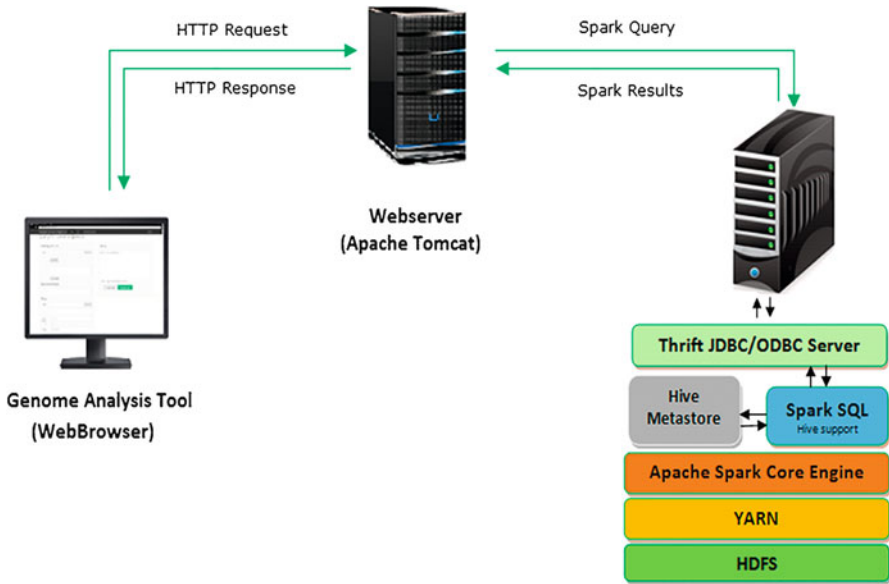 HTTP Request
HTTP Response
Spark Query
Spark Results
Webserver
(Apache Tomcat)
Genome Analysis Tool
(WebBrowser)
Thrift JDBC/ODBC Server
Hive
Metastore
Spark SQL
Hive support
Apache Spark Core Engine
YARN
HDFS